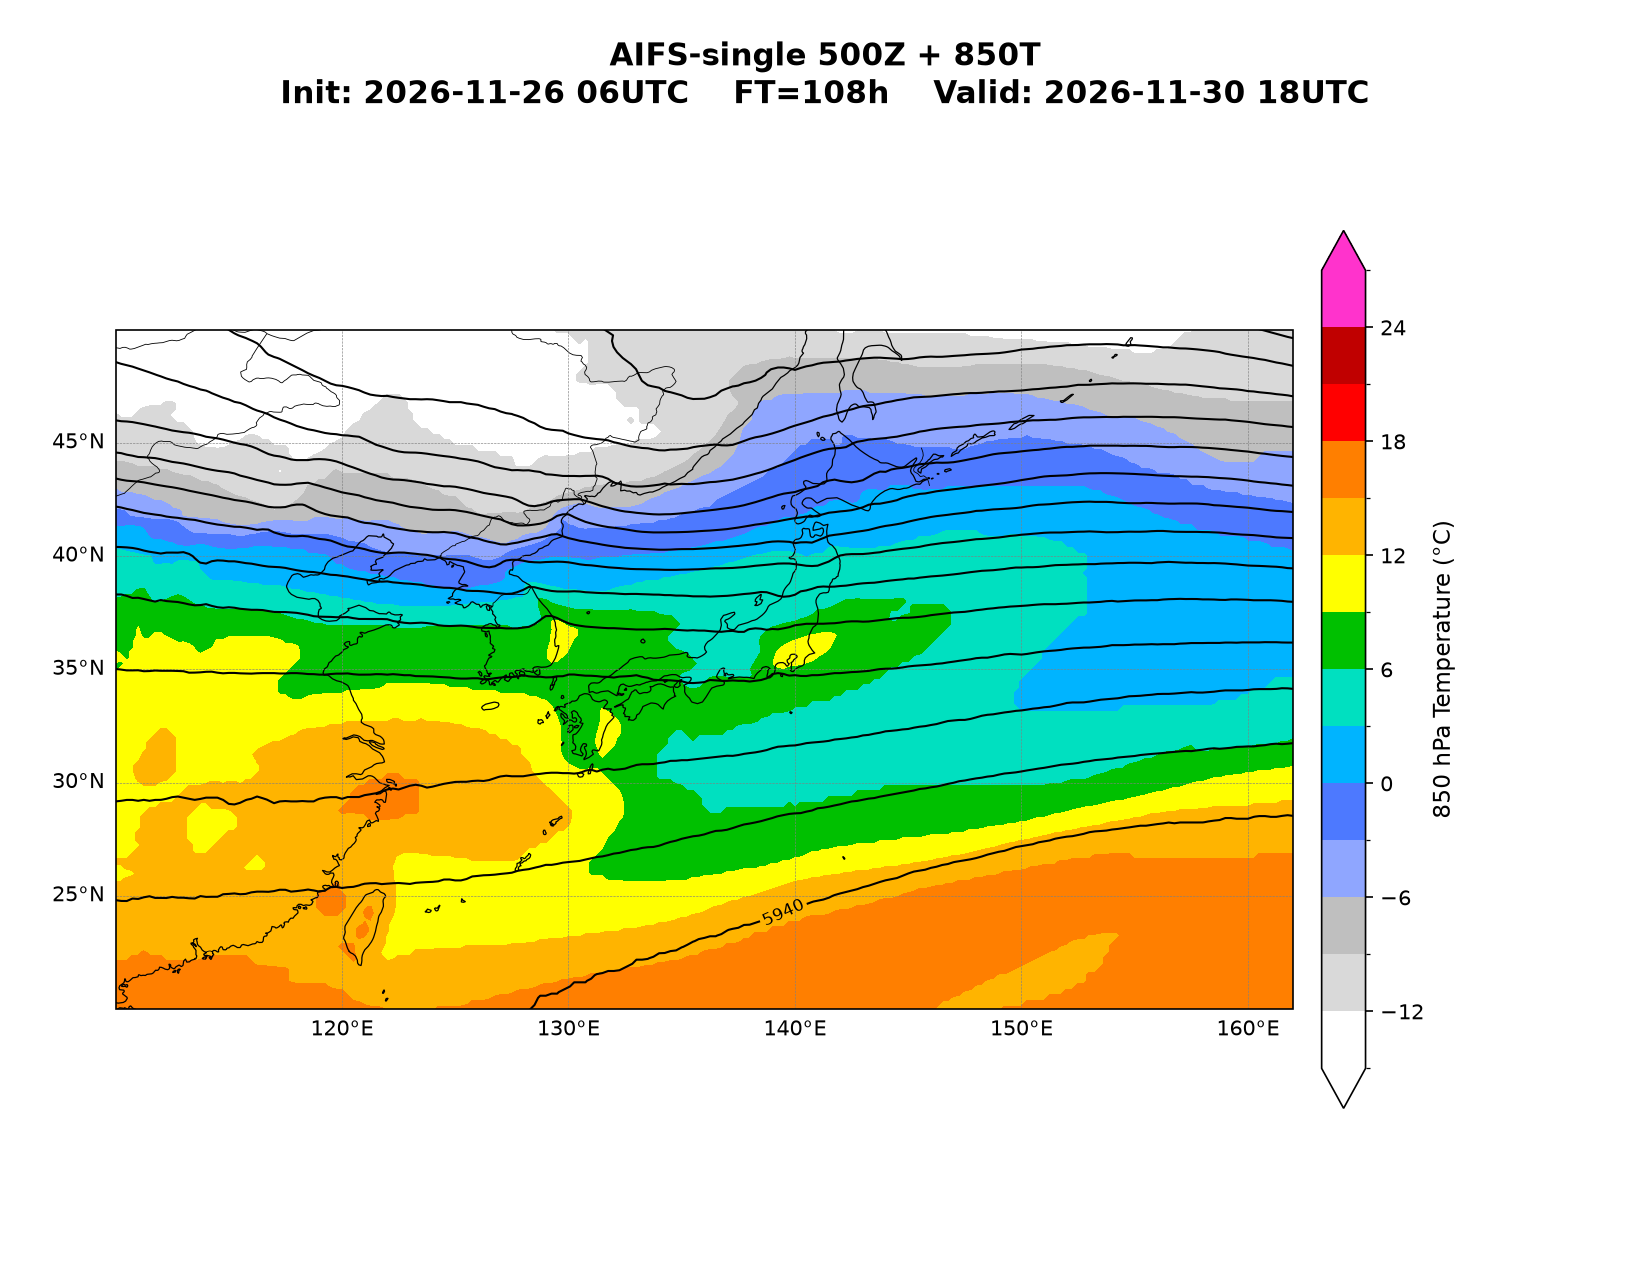 AIFS-single 500Z + 850T
Init: 2026-11-26 06UTC    FT=108h    Valid: 2026-11-30 18UTC
45°N
40°N
35°N
30°N
25°N
120°E
130°E
140°E
150°E
160°E
5940
24
18
12
6
0
−6
−12
850 hPa Temperature (°C)